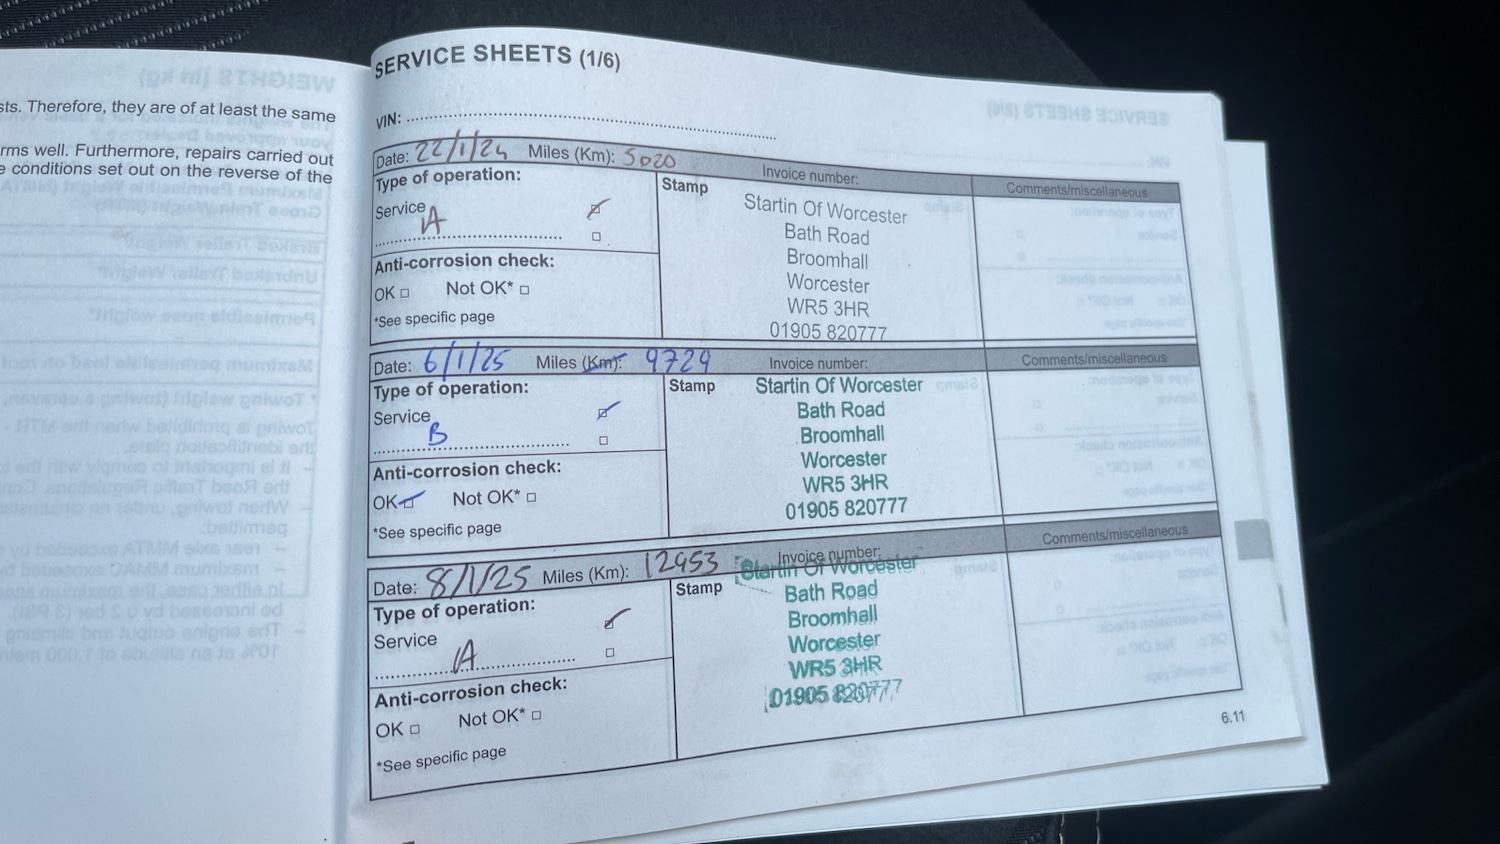 sts. Therefore, they are of at least the same
rms well. Furthermore, repairs carried out
e conditions set out on the reverse of the
SERVICE SHEETS (1/6)
VIN:
Date: 22/1/24 Miles (Km): 5020 Invoice number: Comments/miscellaneous
Type of operation:
Stamp
Service
A
Startin Of Worcester
Bath Road
Broomhall
Worcester
WR5 3HR
01905 820777
Anti-corrosion check:
OK □ Not OK* □
*See specific page
Date: 6/1/25 Miles (Km): 9729 Invoice number: Comments/miscellaneous
Type of operation:
Stamp
Service
B
Startin Of Worcester
Bath Road
Broomhall
Worcester
WR5 3HR
01905 820777
Anti-corrosion check:
OK □ Not OK* □
*See specific page
Date: 8/1/25 Miles (Km): 12953 Invoice number: Comments/miscellaneous
Type of operation:
Stamp
Service
A
Startin Of Worcester
Bath Road
Broomhall
Worcester
WR5 3HR
01905 820777
Anti-corrosion check:
OK □ Not OK* □
*See specific page
6.11